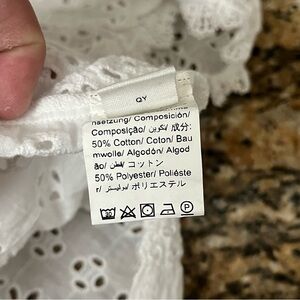 QY
nsetzung/ Composición/
Composição/ تكوين/ 成分:
50% Cotton/ Coton/ Bau
mwolle/ Algodón/ Algod
ão/ قطن/ コットン
50% Polyester/ Poliéste
r/ بوليستر/ ポリエステル